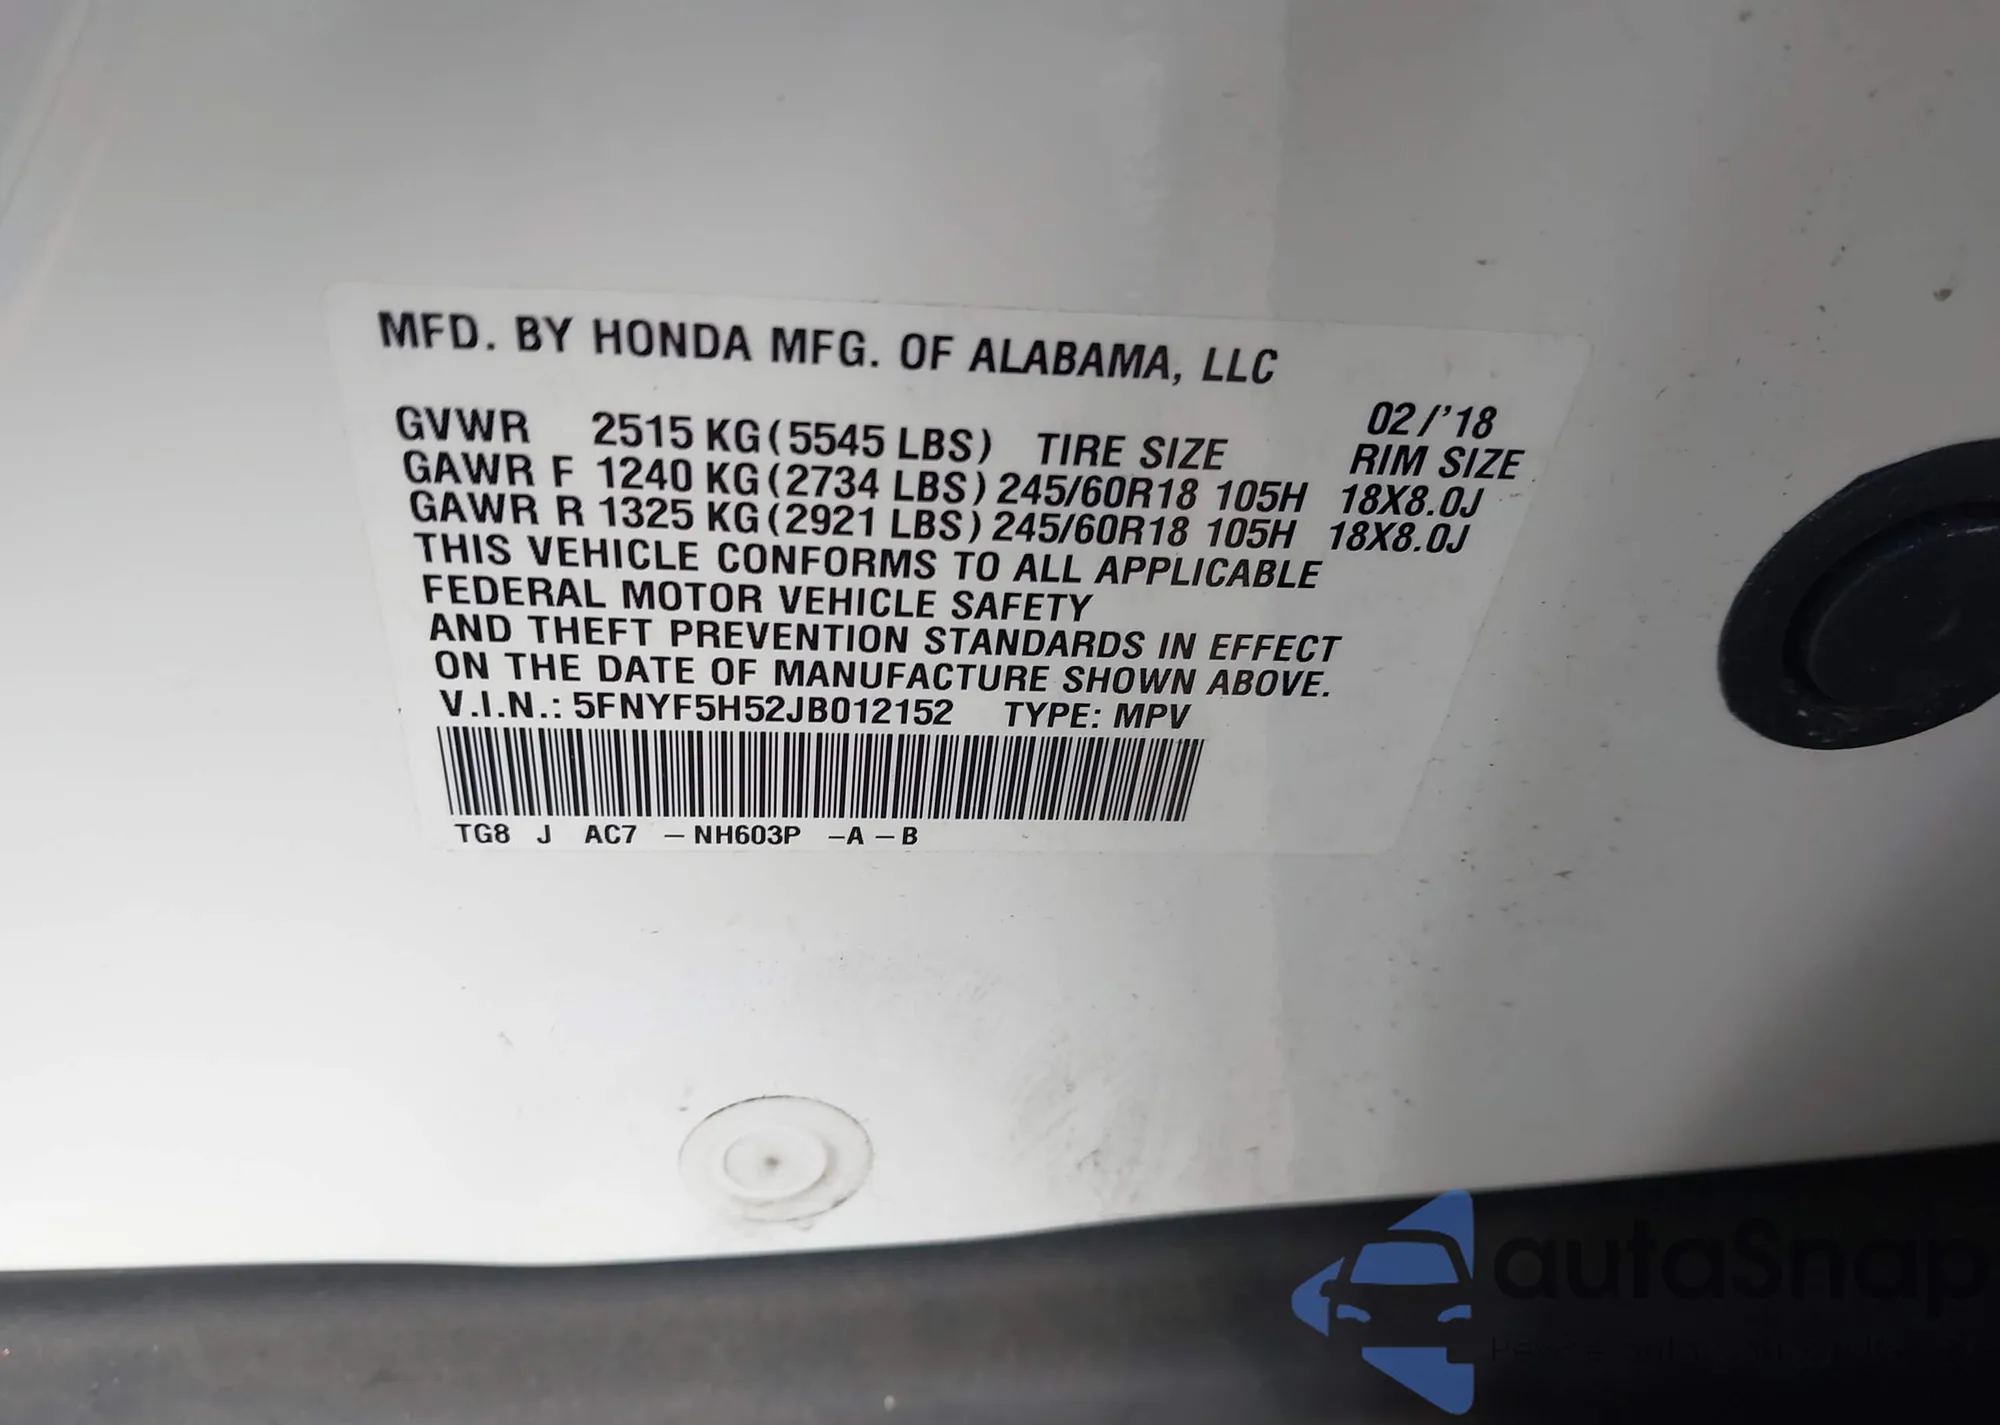 MFD. BY HONDA MFG. OF ALABAMA, LLC
02/'18
GVWR 2515 KG (5545 LBS) TIRE SIZE RIM SIZE
GAWR F 1240 KG (2734 LBS) 245/60R18 105H 18X8.0J
GAWR R 1325 KG (2921 LBS) 245/60R18 105H 18X8.0J
THIS VEHICLE CONFORMS TO ALL APPLICABLE
FEDERAL MOTOR VEHICLE SAFETY
AND THEFT PREVENTION STANDARDS IN EFFECT
ON THE DATE OF MANUFACTURE SHOWN ABOVE.
V.I.N.: 5FNYF5H52JB012152 TYPE: MPV
TG8 J AC7 –NH603P –A –B
autaSnap